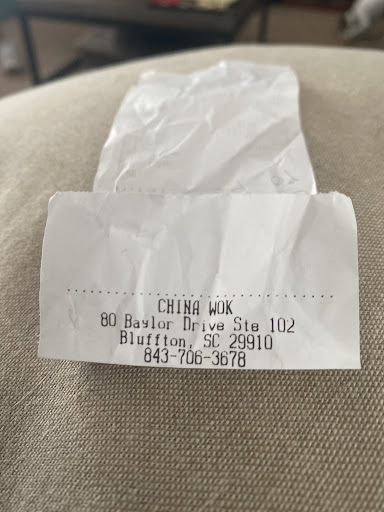 CHINA WOK
80 Baylor Drive Ste 102
Bluffton, SC 29910
843-706-3678